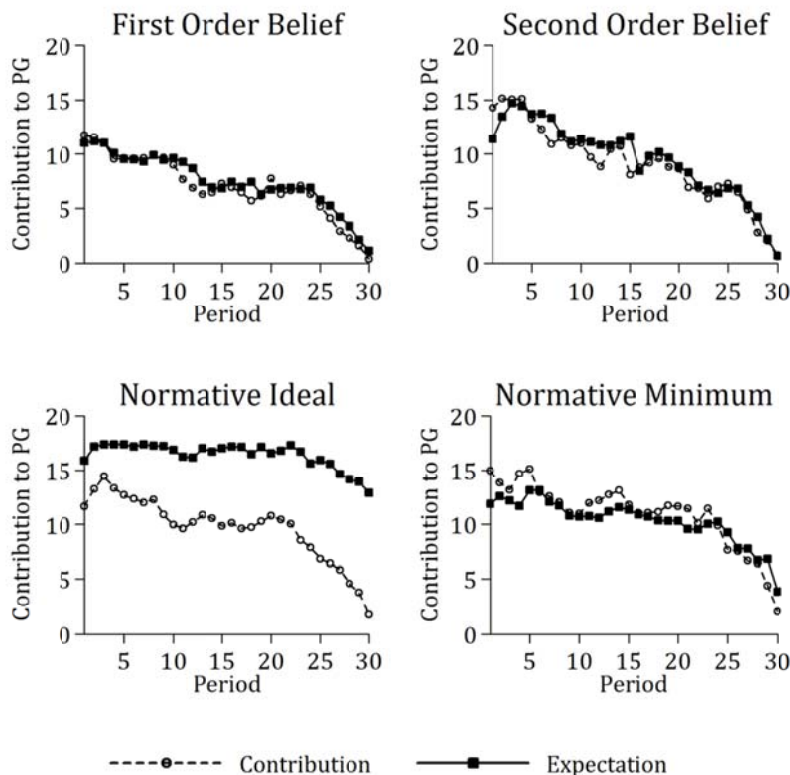 First Order Belief
Contribution to PG
20
15
10
5
0
5 10 15 20 25 30
Period
Second Order Belief
Contribution to PG
20
15
10
5
0
5 10 15 20 25 30
Period
Normative Ideal
Contribution to PG
20
15
10
5
0
5 10 15 20 25 30
Period
Normative Minimum
Contribution to PG
20
15
10
5
0
5 10 15 20 25 30
Period
Contribution Expectation